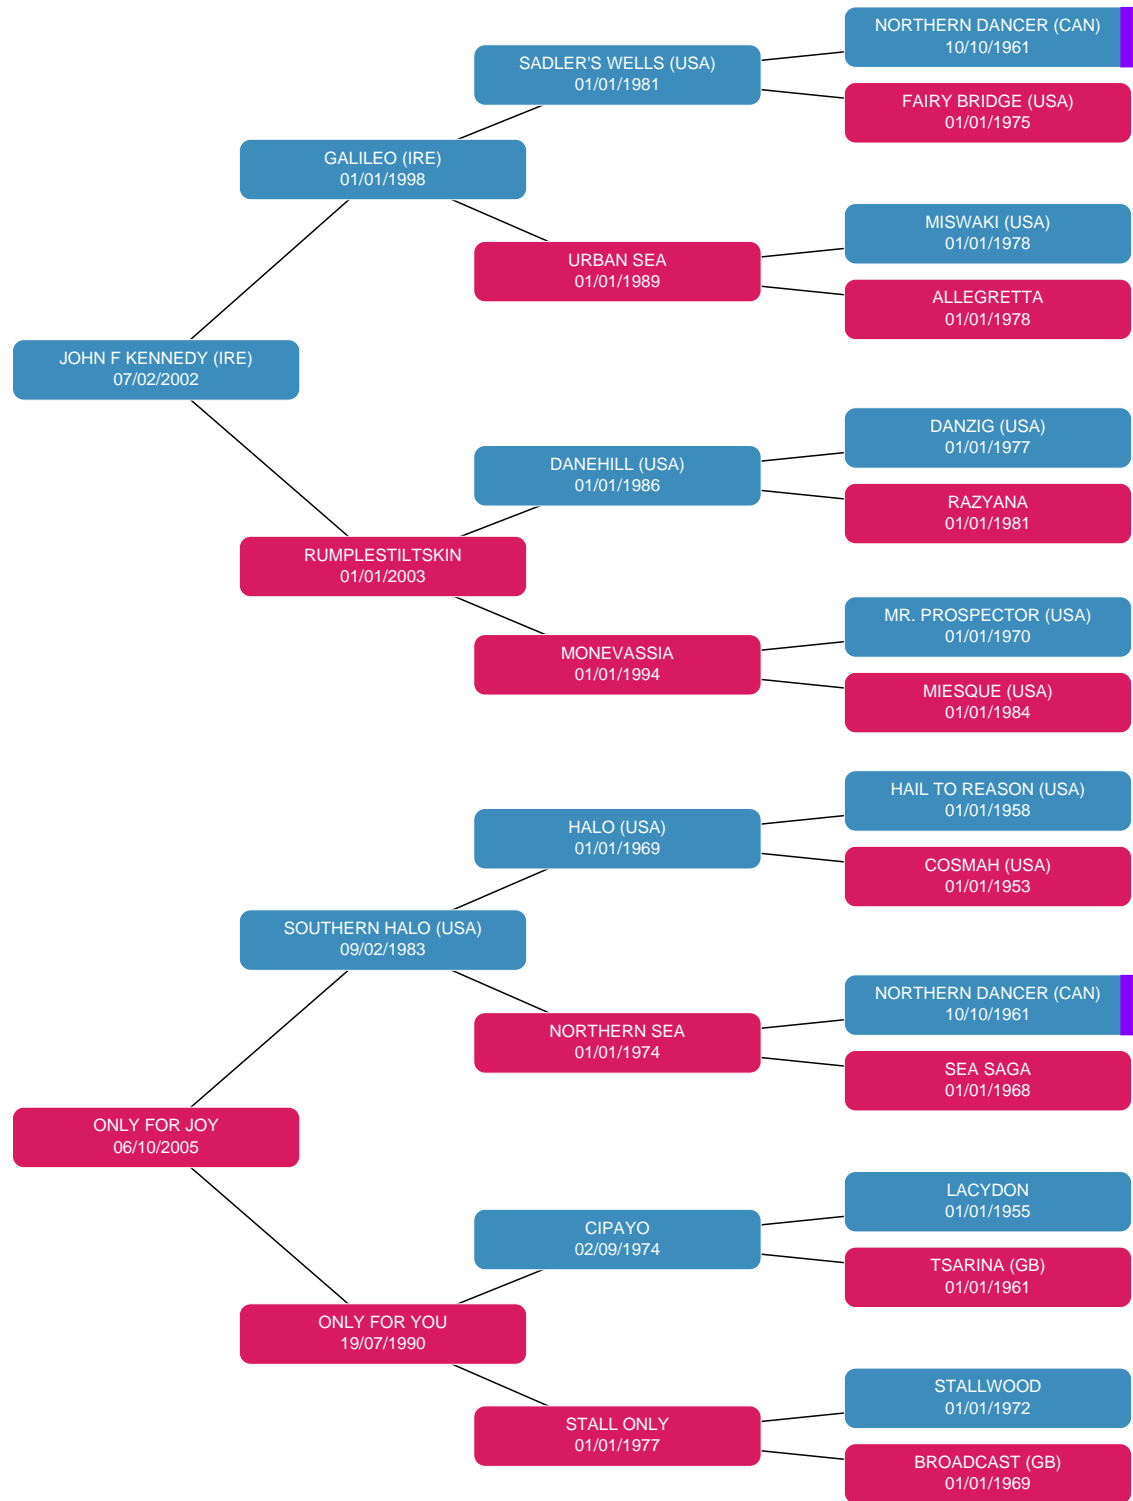 NORTHERN DANCER (CAN)
10/10/1961
SADLER'S WELLS (USA)
01/01/1981
FAIRY BRIDGE (USA)
01/01/1975
GALILEO (IRE)
01/01/1998
MISWAKI (USA)
01/01/1978
URBAN SEA
01/01/1989
ALLEGRETTA
01/01/1978
JOHN F KENNEDY (IRE)
07/02/2002
DANZIG (USA)
01/01/1977
DANEHILL (USA)
01/01/1986
RAZYANA
01/01/1981
RUMPLESTILTSKIN
01/01/2003
MR. PROSPECTOR (USA)
01/01/1970
MONEVASSIA
01/01/1994
MIESQUE (USA)
01/01/1984
HAIL TO REASON (USA)
01/01/1958
HALO (USA)
01/01/1969
COSMAH (USA)
01/01/1953
SOUTHERN HALO (USA)
09/02/1983
NORTHERN DANCER (CAN)
10/10/1961
NORTHERN SEA
01/01/1974
SEA SAGA
01/01/1968
ONLY FOR JOY
06/10/2005
LACYDON
01/01/1955
CIPAYO
02/09/1974
TSARINA (GB)
01/01/1961
ONLY FOR YOU
19/07/1990
STALLWOOD
01/01/1972
STALL ONLY
01/01/1977
BROADCAST (GB)
01/01/1969